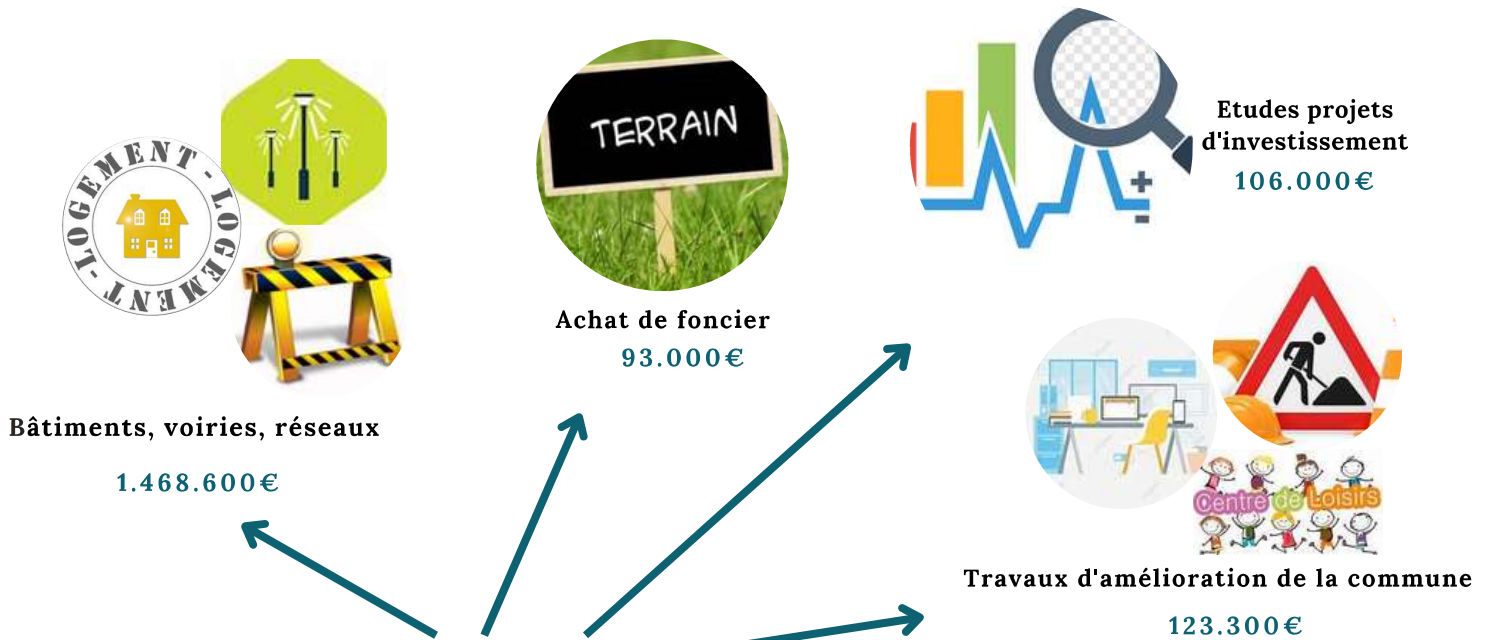 LOGEMENT - LOGEMENT - LOGEMENT -
Bâtiments, voiries, réseaux
1.468.600€
TERRAIN
Achat de foncier
93.000€
+
=
Etudes projets
d'investissement
106.000€
Centre de Loisirs
Travaux d'amélioration de la commune
123.300€